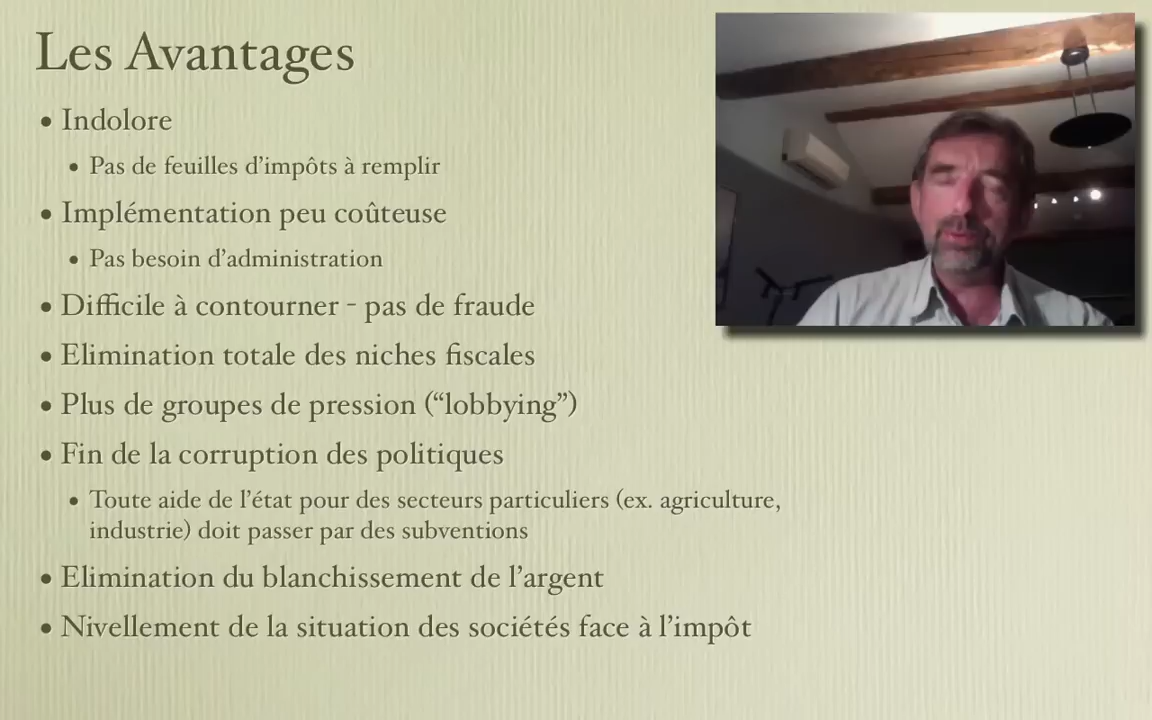 Les Avantages
• Indolore
• Pas de feuilles d'impôts à remplir
• Implémentation peu coûteuse
• Pas besoin d'administration
• Difficile à contourner - pas de fraude
• Elimination totale des niches fiscales
• Plus de groupes de pression (“lobbying”)
• Fin de la corruption des politiques
• Toute aide de l'état pour des secteurs particuliers (ex. agriculture,
industrie) doit passer par des subventions
• Elimination du blanchissement de l'argent
• Nivellement de la situation des sociétés face à l'impôt